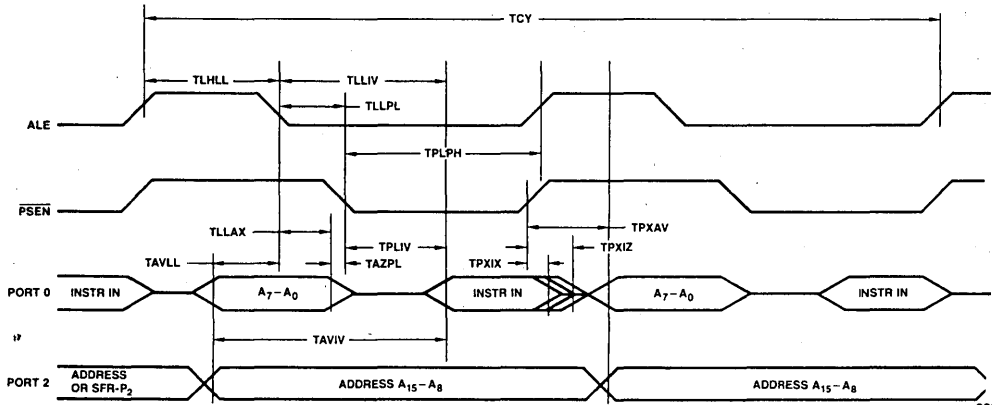 TCY
TLHLL
TLLIV
TLLPL
ALE
TPLPH
PSEN
TLLAX
TPLIV
TPXAV
TAVLL
TAZPL
TPXIX
TPXIZ
PORT 0
INSTR IN
A7–A0
INSTR IN
A7–A0
INSTR IN
TAVIV
PORT 2
ADDRESS
OR SFR-P2
ADDRESS A15–A8
ADDRESS A15–A8